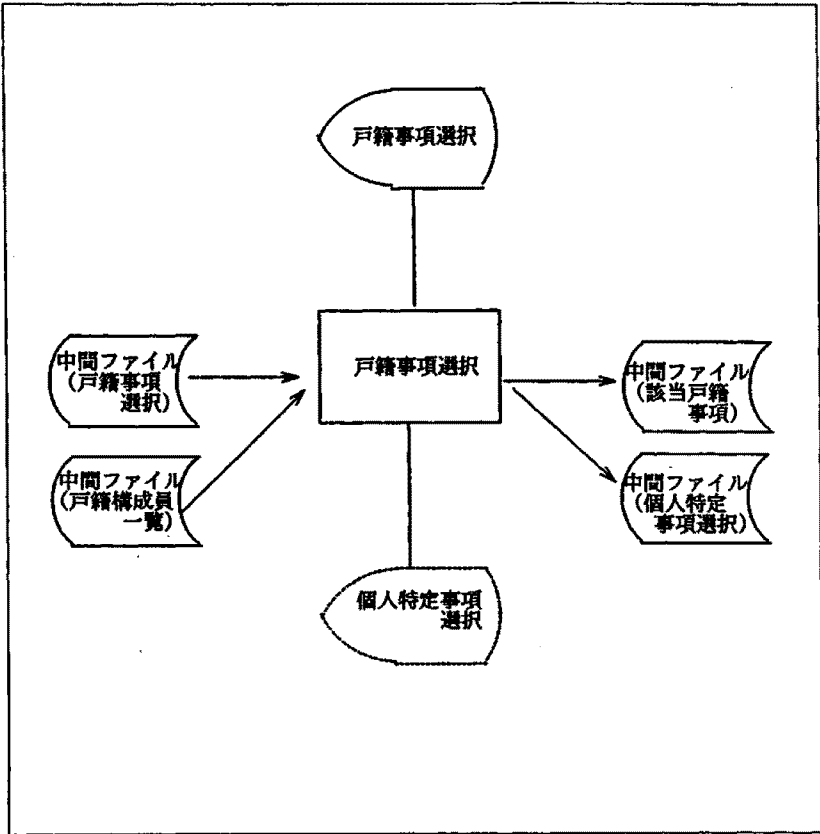 戸籍事項選択
中間ファイル
(戸籍事項
選択)
戸籍事項選択
中間ファイル
(該当戸籍
事項)
中間ファイル
(戸籍構成員
一覧)
中間ファイル
(個人特定
事項選択)
個人特定事項
選択